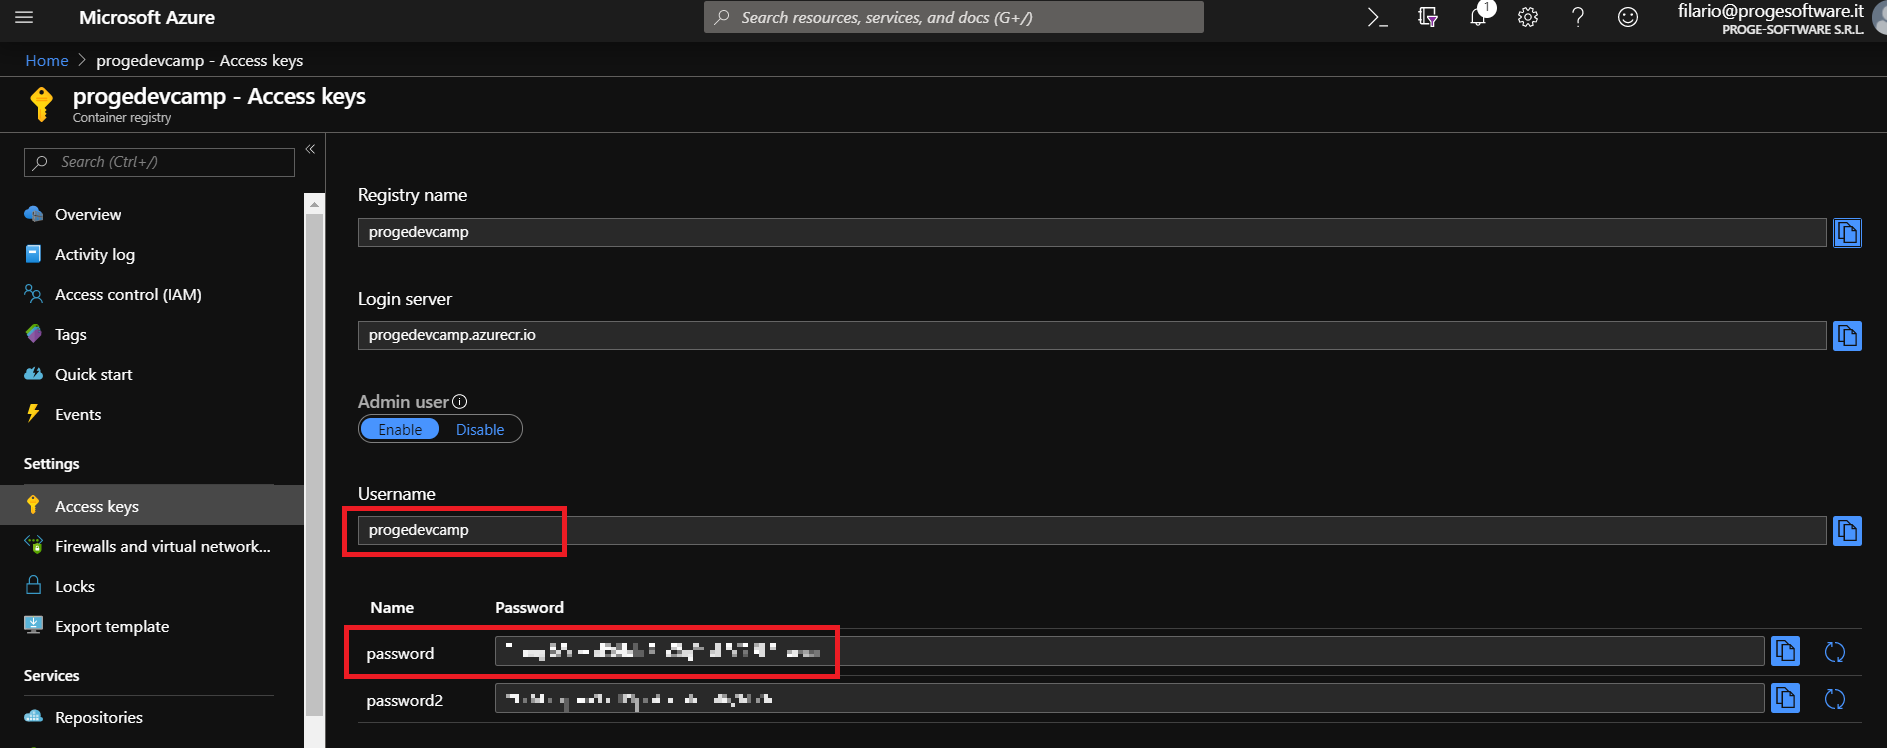 Microsoft Azure
Search resources, services, and docs (G+/)
1
filario@progesoftware.it
PROGE-SOFTWARE S.R.L.
Home > progedevcamp - Access keys
progedevcamp - Access keys
Container registry
Search (Ctrl+/)
Overview
Activity log
Access control (IAM)
Tags
Quick start
Events
Settings
Access keys
Firewalls and virtual network...
Locks
Export template
Services
Repositories
Registry name
progedevcamp
Login server
progedevcamp.azurecr.io
Admin user
Enable Disable
Username
progedevcamp
Name Password
password
password2